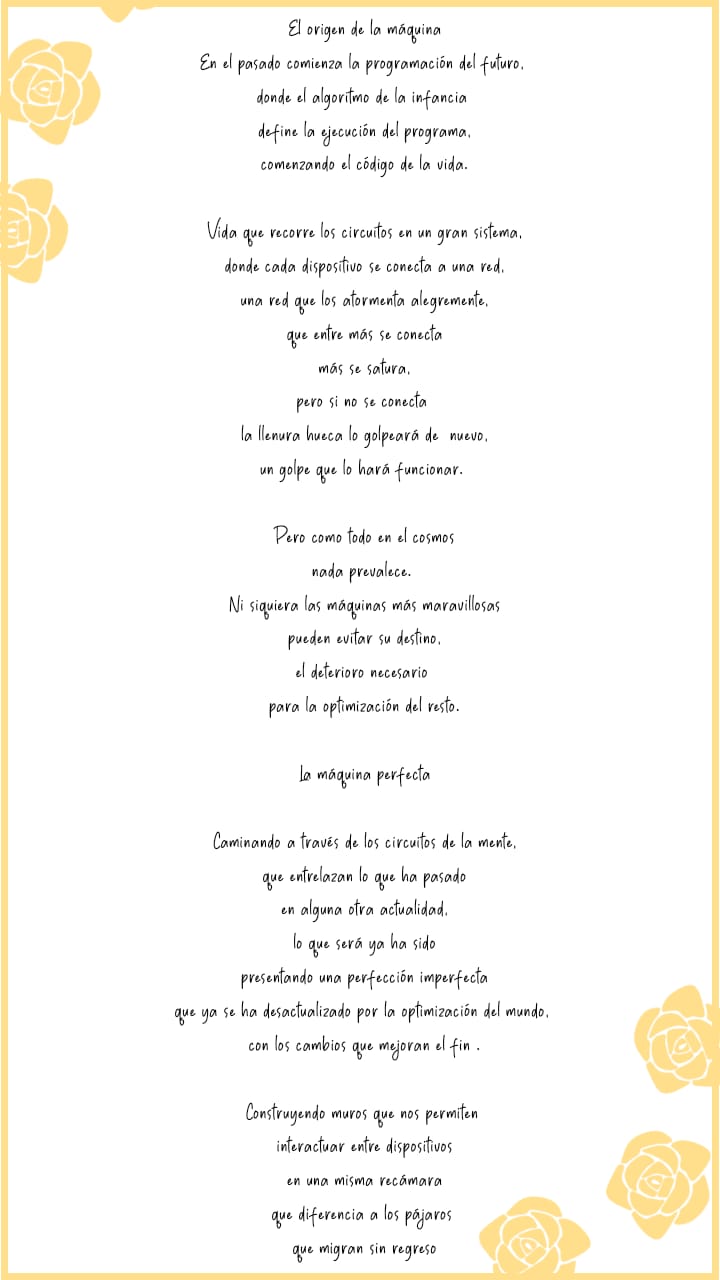 El origen de la máquina
En el pasado comienza la programación del futuro,
donde el algoritmo de la infancia
define la ejecución del programa,
comenzando el código de la vida.
Vida que recorre los circuitos en un gran sistema,
donde cada dispositivo se conecta a una red,
una red que los atormenta alegremente,
que entre más se conecta
más se satura,
pero si no se conecta
la llenura hueca lo golpeará de nuevo,
un golpe que lo hará funcionar.
Pero como todo en el cosmos
nada prevalece.
Ni siquiera las máquinas más maravillosas
pueden evitar su destino,
el deterioro necesario
para la optimización del resto.
La máquina perfecta
Caminando a través de los circuitos de la mente,
que entrelazan lo que ha pasado
en alguna otra actualidad,
lo que será ya ha sido
presentando una perfección imperfecta
que ya se ha desactualizado por la optimización del mundo,
con los cambios que mejoran el fin .
Construyendo muros que nos permiten
interactuar entre dispositivos
en una misma recámara
que diferencia a los pájaros
que migran sin regreso